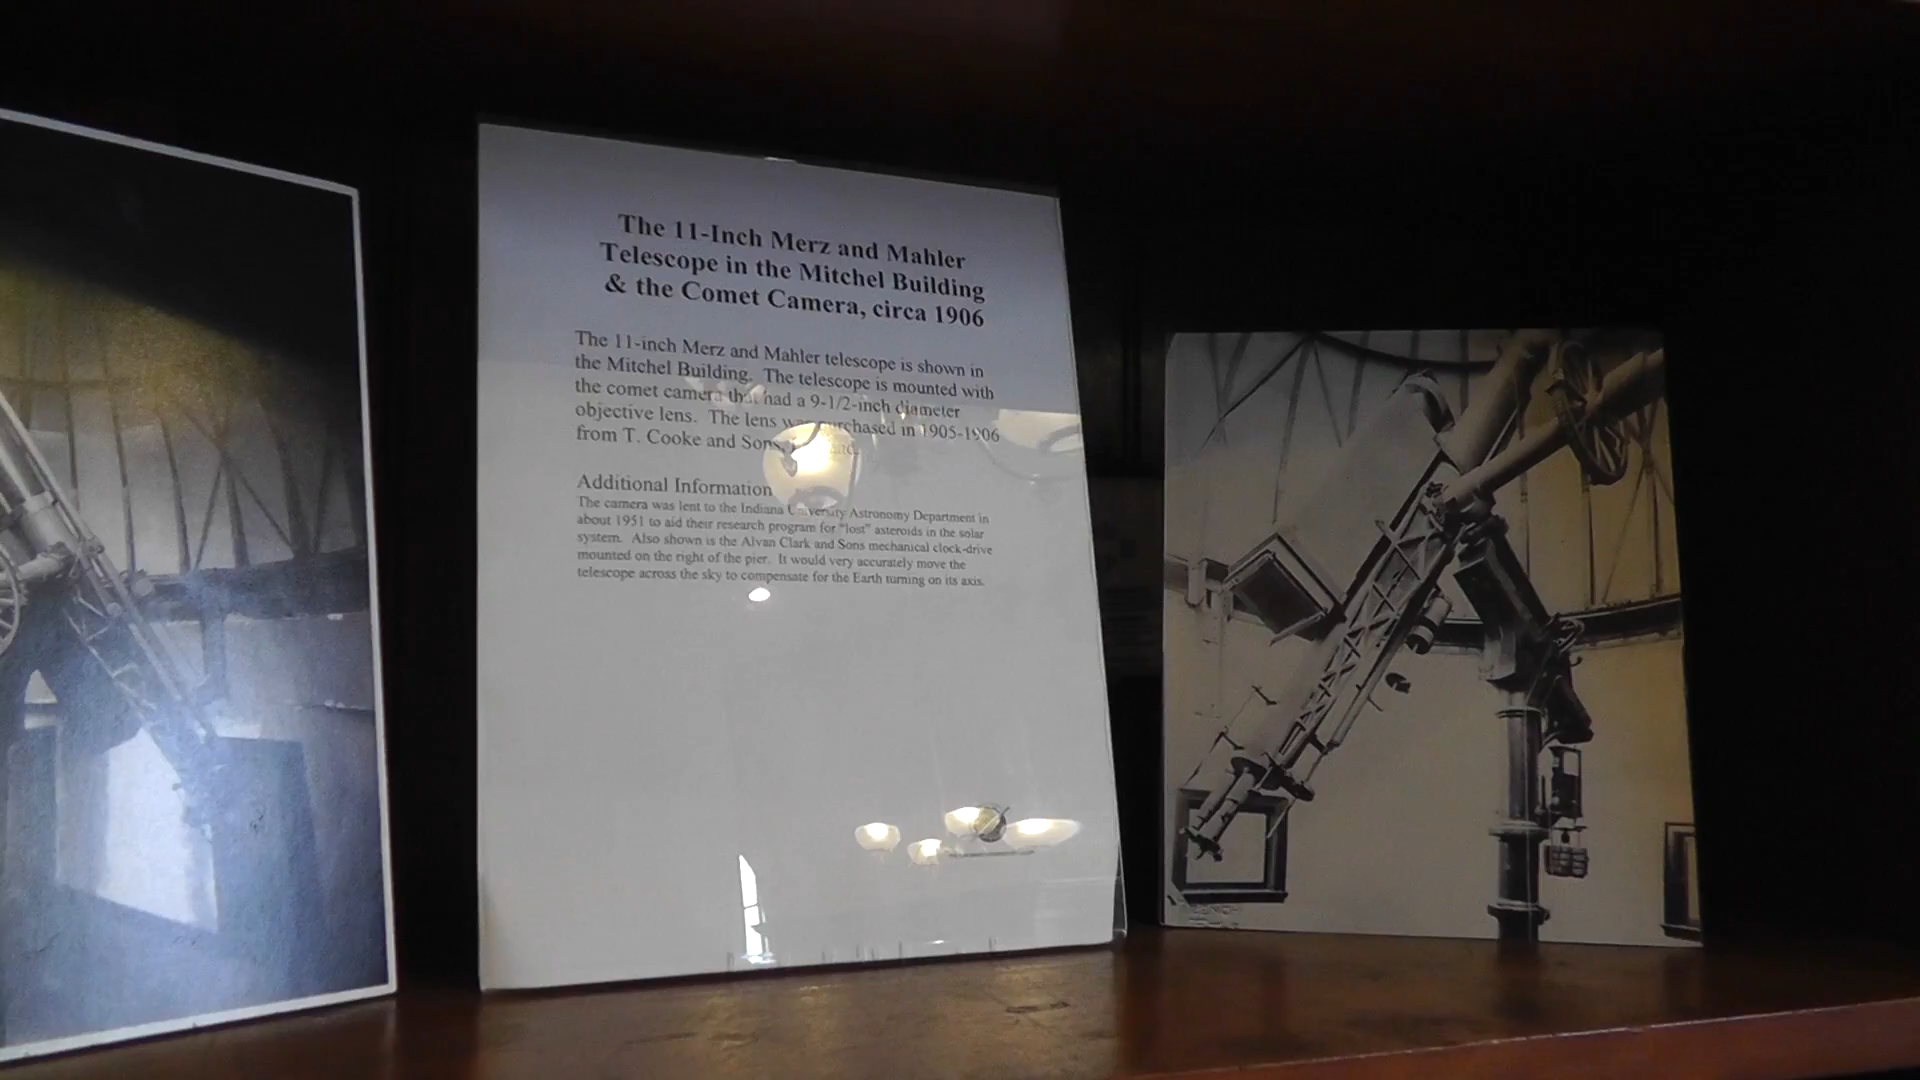 The 11-Inch Merz and Mahler
Telescope in the Mitchel Building
& the Comet Camera, circa 1906
The 11-inch Merz and Mahler telescope is shown in
the Mitchel Building. The telescope is mounted with
the comet camera that had a 9-1/2-inch diameter
objective lens. The lens was purchased in 1905-1906
from T. Cooke and Sons,
Additional Information
The camera was lent to the Indiana University Astronomy Department in
about 1951 to aid their research program for "lost" asteroids in the solar
system. Also shown is the Alvan Clark and Sons mechanical clock-drive
mounted on the right of the pier. It would very accurately move the
telescope across the sky to compensate for the Earth turning on its axis.